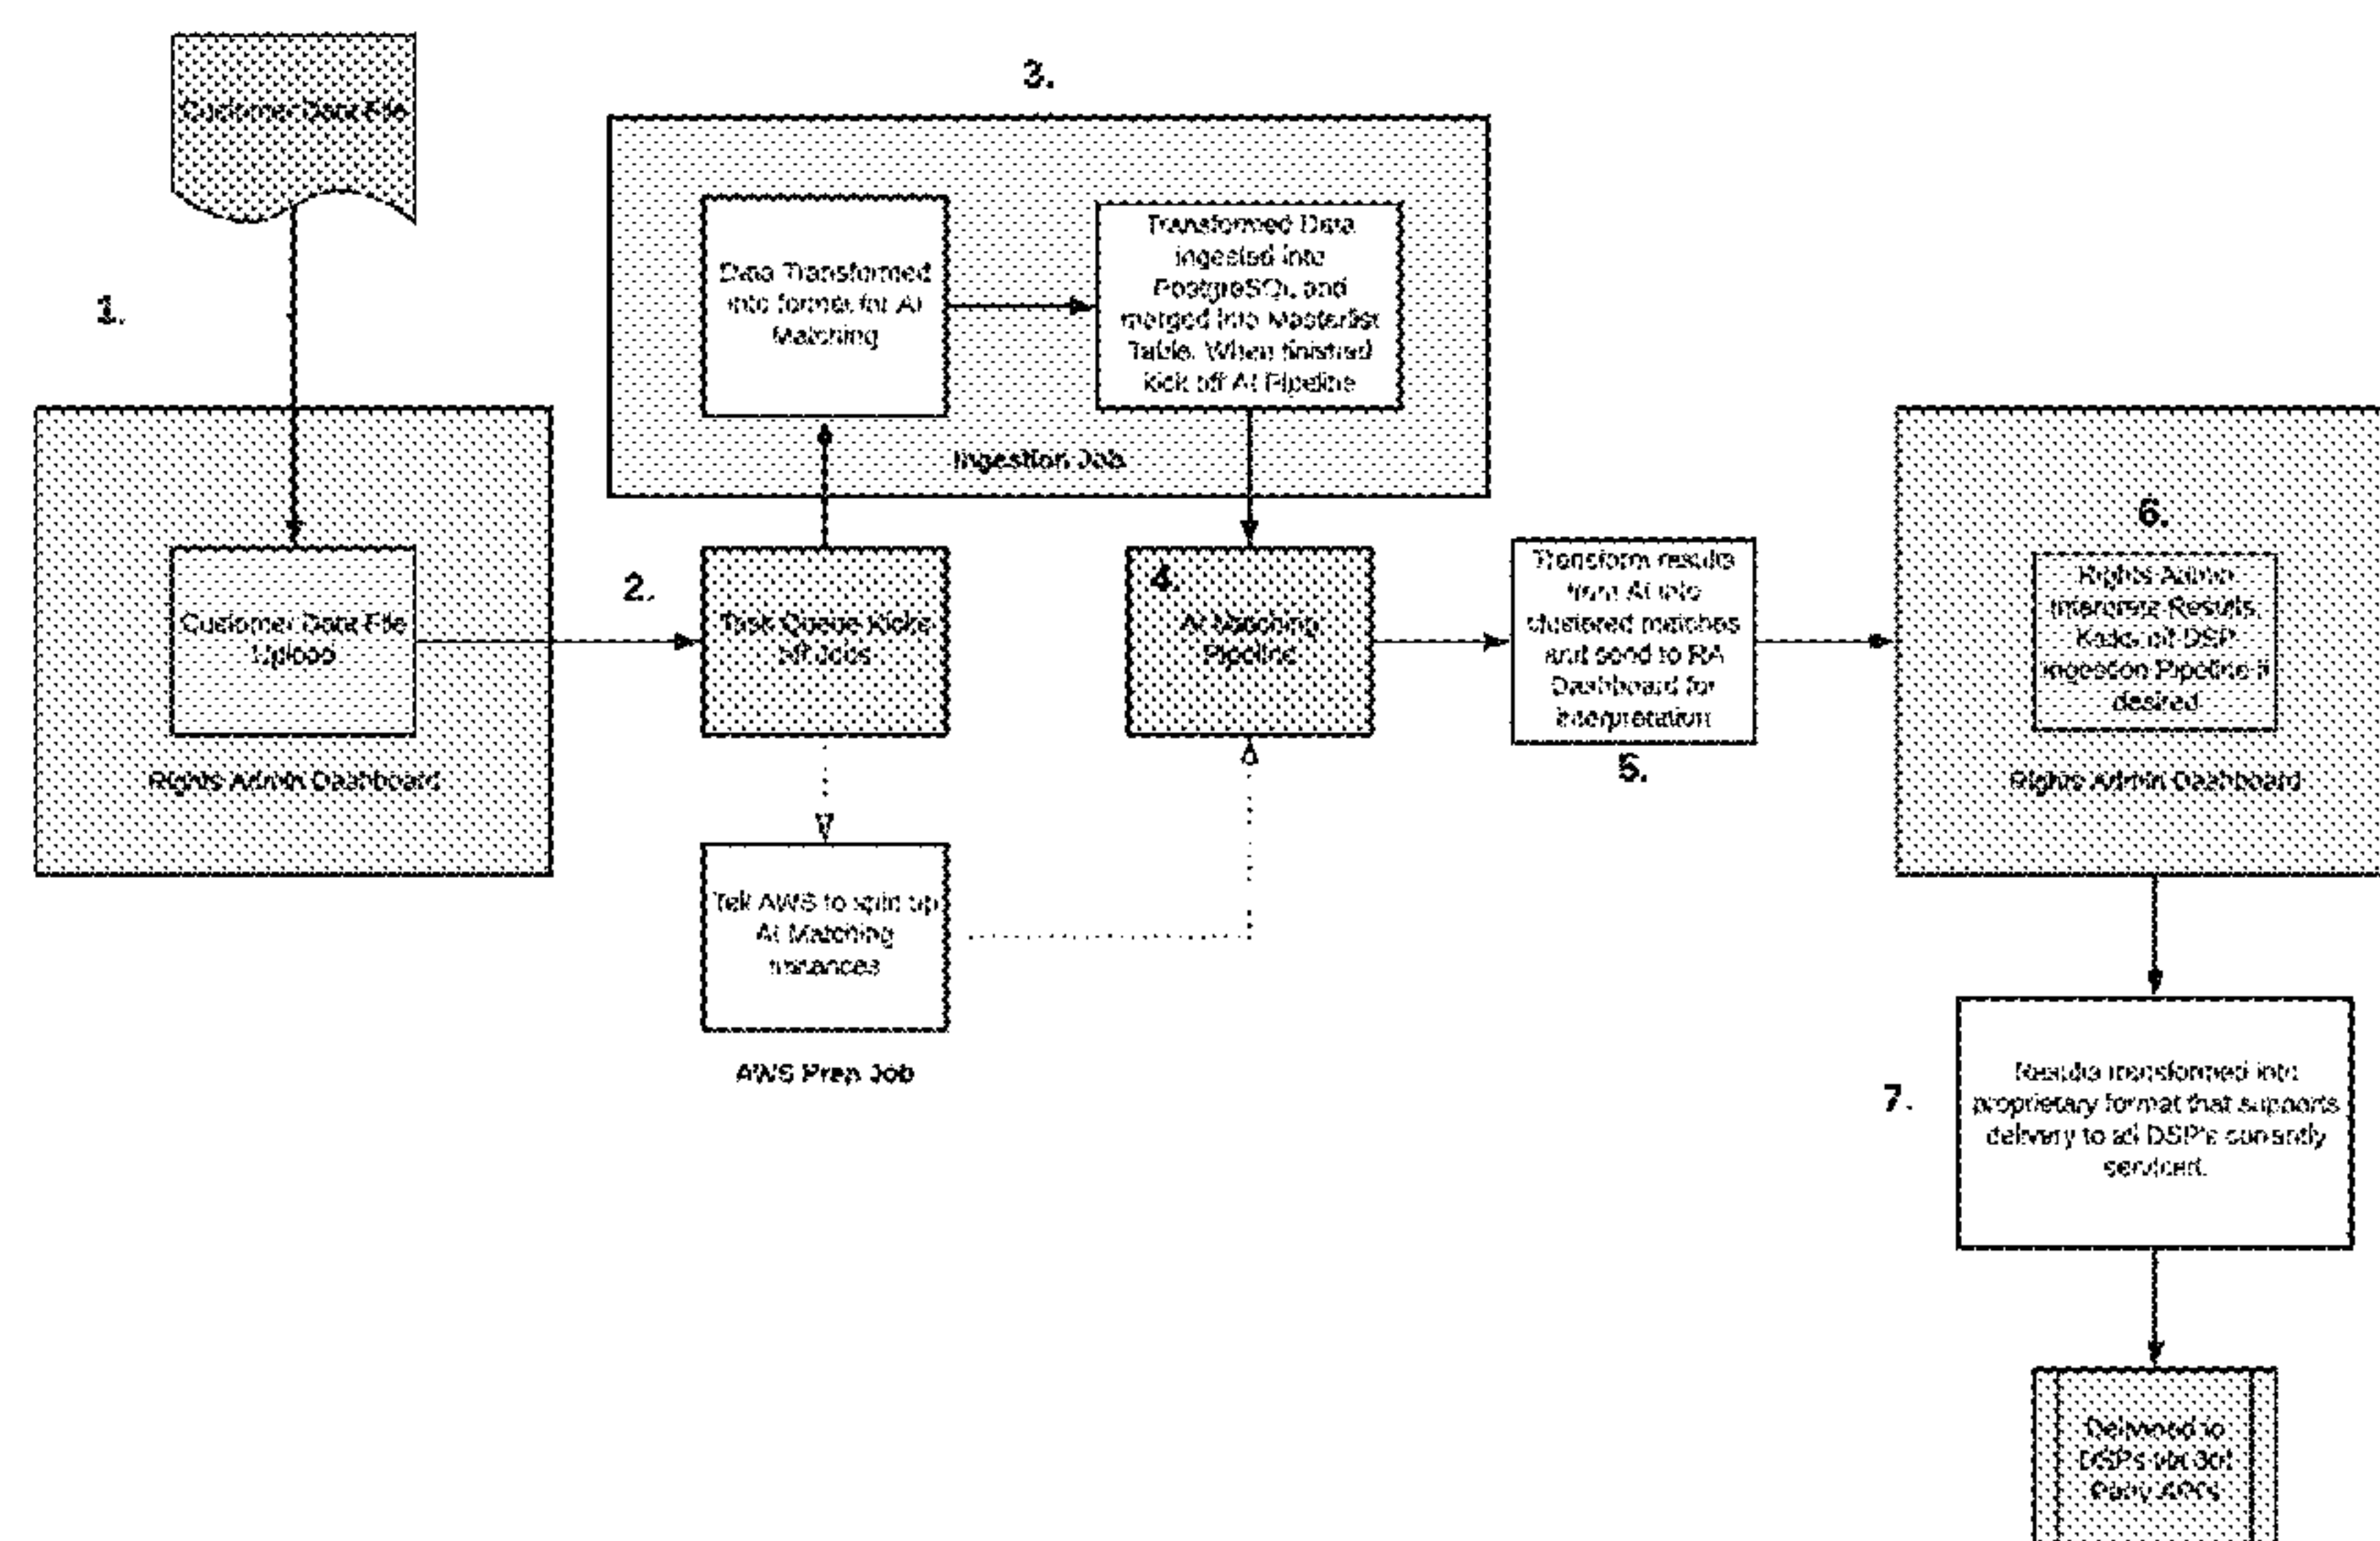 Customer Data File
3.
Data Transformed
into format for AI
Matching
Transformed Data
ingested into
PostgreSQL and
merged into Masterlist
Table. When finished
kick off AI Pipeline
Ingestion Job
1.
Customer Data File
Upload
Rights Admin Dashboard
2.
Task Queue Kicks
off Jobs
4.
AI Matching
Pipeline
Transform results
from AI into
clustered matches
and send to RA
Dashboard for
interpretation
5.
6.
Rights Admin
Interprets Results,
Kicks off DSP
ingestion Pipeline if
desired
Rights Admin Dashboard
Tell AWS to split up
AI Matching
Instances
AWS Prep Job
7.
Results transformed into
proprietary format that supports
delivery to all DSP's currently
serviced.
Delivered to
DSPs via 3rd
Party API's